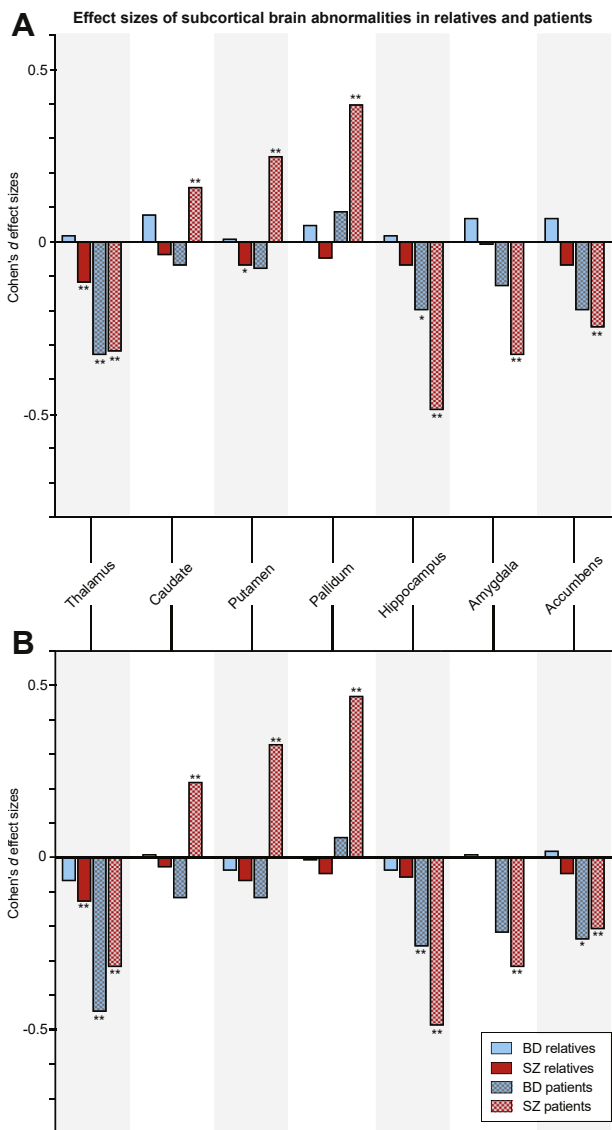 Effect sizes of subcortical brain abnormalities in relatives and patients
A
0.5
**
**
**
Cohen's d effect sizes
0
**
*
**
**
*
**
**
**
-0.5
Thalamus
Caudate
Putamen
Pallidum
Hippocampus
Amygdala
Accumbens
B
0.5
**
**
**
Cohen's d effect sizes
0
**
**
**
**
**
**
*
**
-0.5
BD relatives
SZ relatives
BD patients
SZ patients